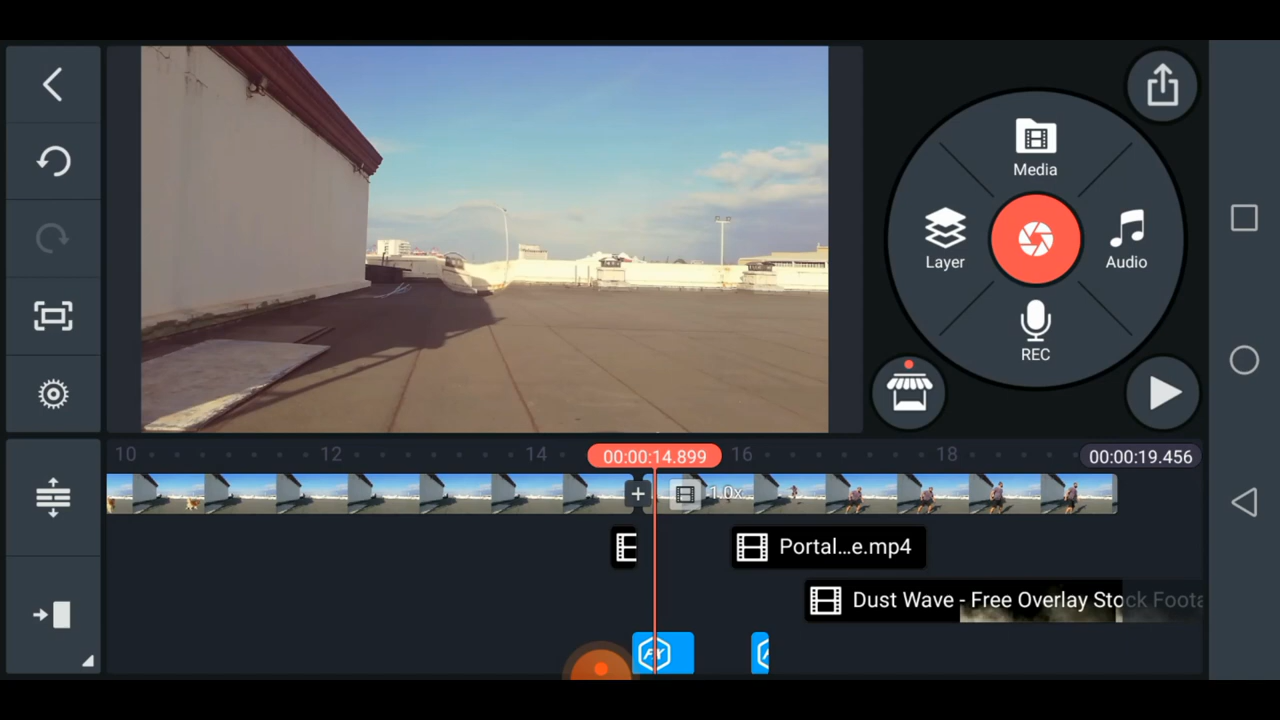 Media
Layer
Audio
REC
10
12
14
00:00:14.899
16
18
00:00:19.456
1.0x
Portal...e.mp4
Dust Wave - Free Overlay Stock Foota
FX